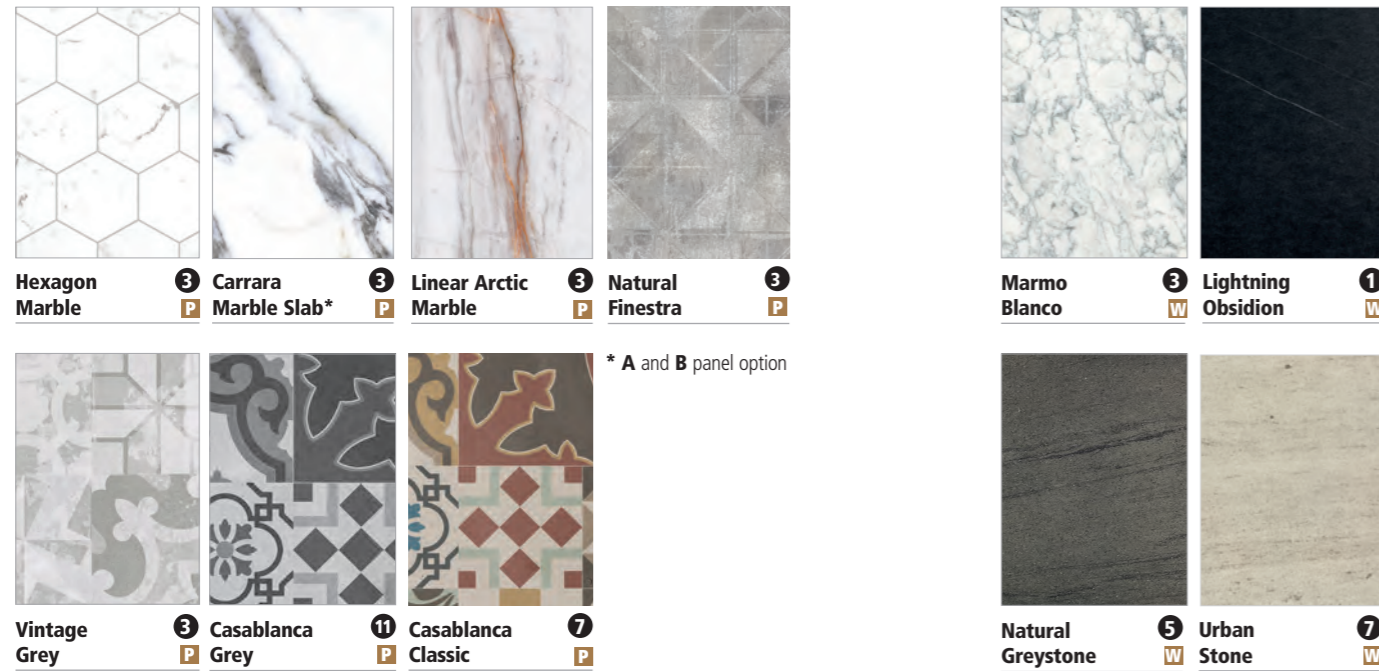 Hexagon 3
Marble P
Carrara 3
Marble Slab* P
Linear Arctic 3
Marble P
Natural 3
Finestra P
Marmo 3
Blanco W
Lightning 1
Obsidion W
* A and B panel option
Vintage 3
Grey P
Casablanca 11
Grey P
Casablanca 7
Classic P
Natural 5
Greystone W
Urban 7
Stone W